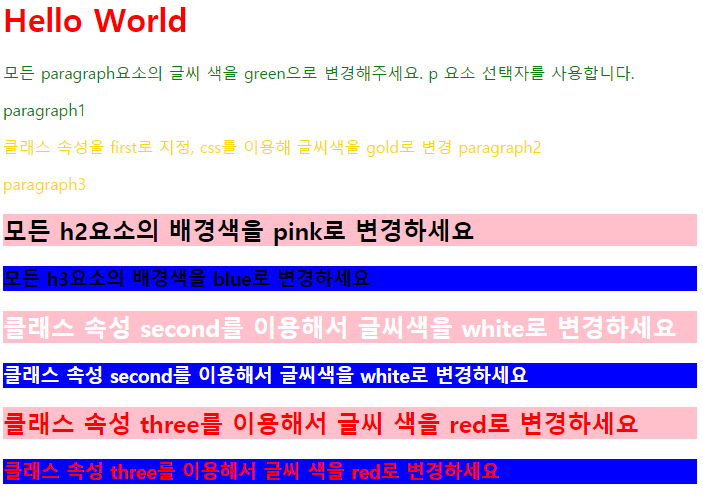 Hello World
모든 paragraph요소의 글씨 색을 green으로 변경해주세요. p 요소 선택자를 사용합니다.
paragraph1
클래스 속성을 first로 지정, css를 이용해 글씨색을 gold로 변경 paragraph2
paragraph3
모든 h2요소의 배경색을 pink로 변경하세요
모든 h3요소의 배경색을 blue로 변경하세요
클래스 속성 second를 이용해서 글씨색을 white로 변경하세요
클래스 속성 second를 이용해서 글씨색을 white로 변경하세요
클래스 속성 three를 이용해서 글씨 색을 red로 변경하세요
클래스 속성 three를 이용해서 글씨 색을 red로 변경하세요